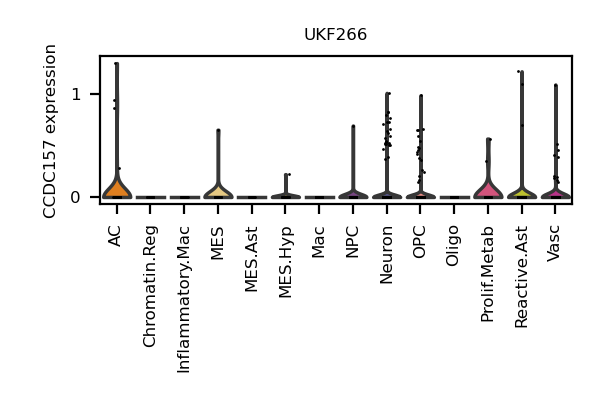 UKF266
CCDC157 expression
1
0
AC
Chromatin.Reg
Inflammatory.Mac
MES
MES.Ast
MES.Hyp
Mac
NPC
Neuron
OPC
Oligo
Prolif.Metab
Reactive.Ast
Vasc